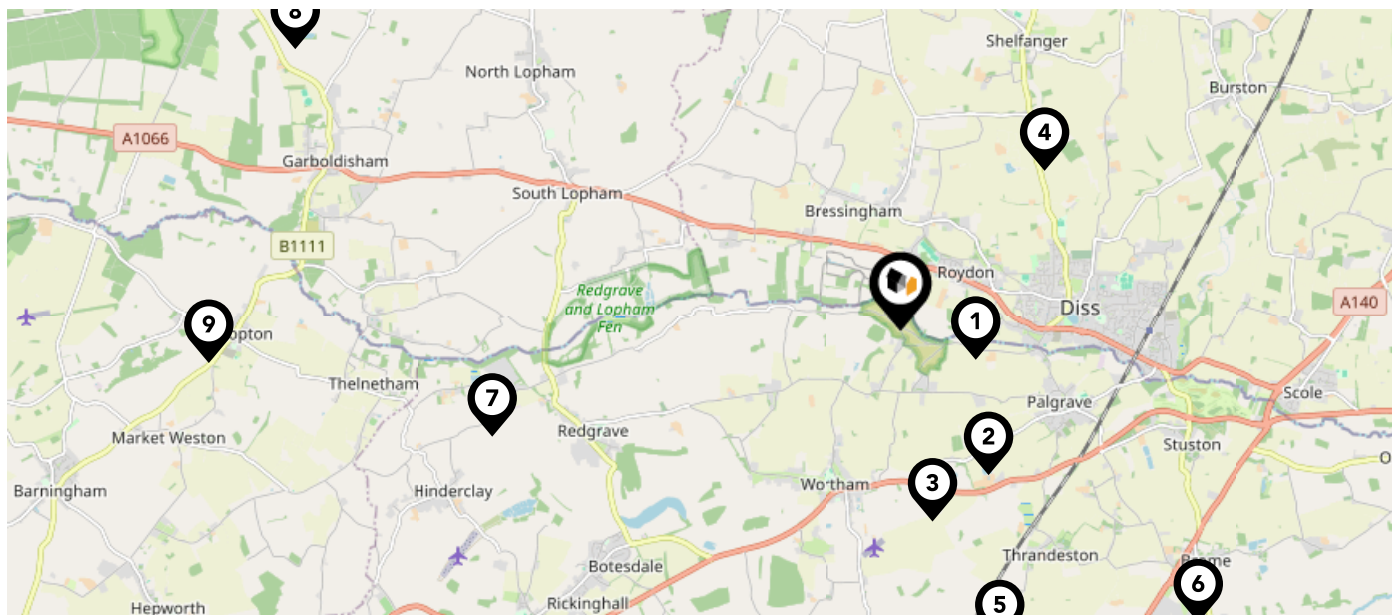 8
Shelfanger
North Lopham
Burston
A1066
4
Garboldisham
South Lopham
Bressingham
B1111
Roydon
Redgrave
and Lopham
Fen
Diss
A140
9
opton
1
Thelnetham
7
Palgrave
Scole
Market Weston
Redgrave
2
Stuston
Barningham
Hinderclay
Wortham
3
O
Thrandeston
Botesdale
6
5
Hepworth
Rickinghall